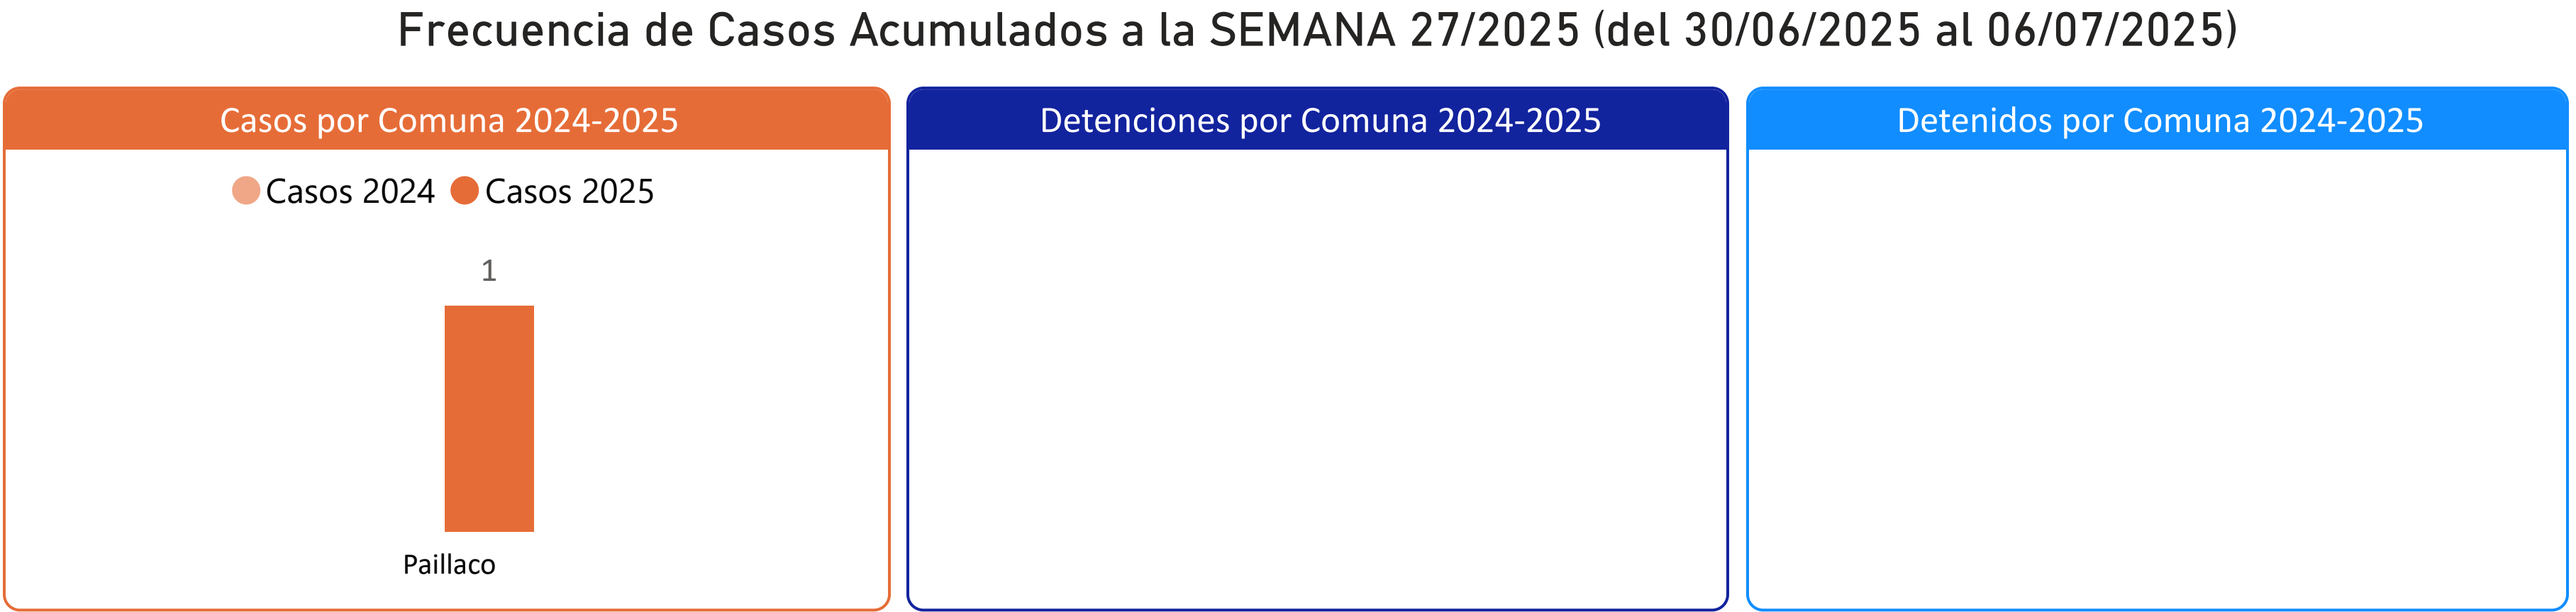 Frecuencia de Casos Acumulados a la SEMANA 27/2025 (del 30/06/2025 al 06/07/2025)
Casos por Comuna 2024-2025
Casos 2024 Casos 2025
1
Paillaco
Detenciones por Comuna 2024-2025
Detenidos por Comuna 2024-2025